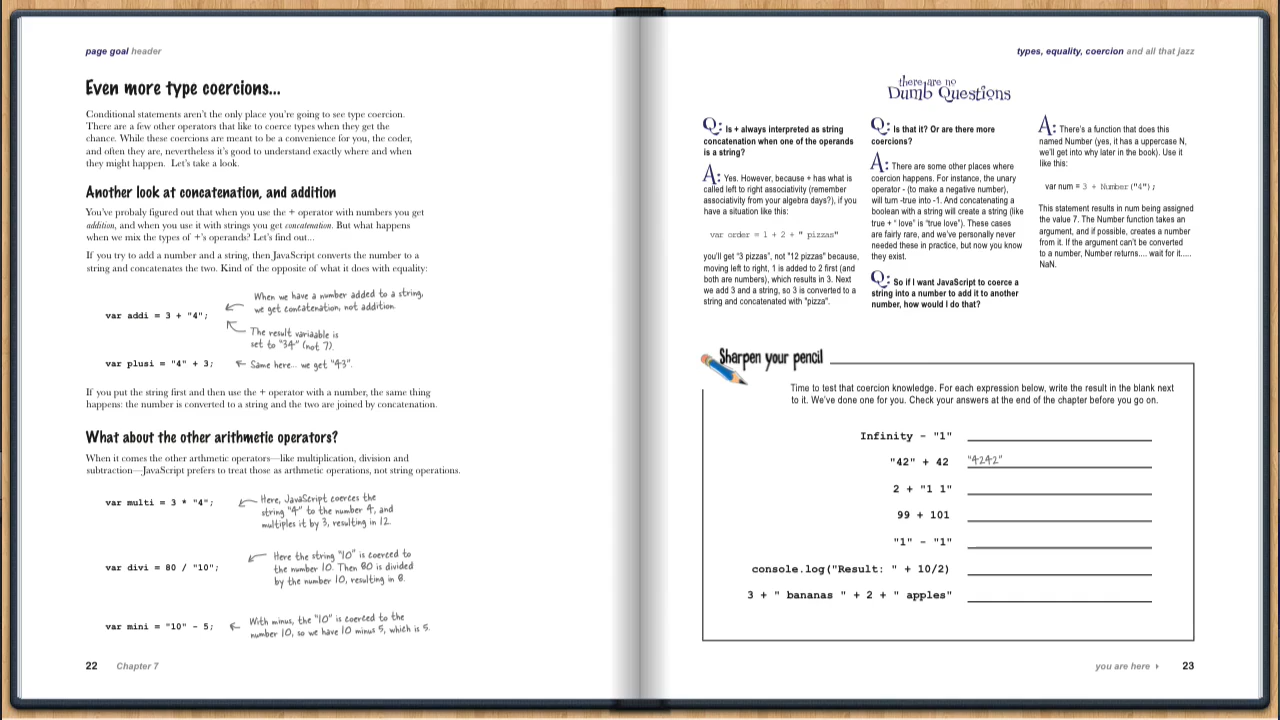 page goal header
Even more type coercions...
Conditional statements aren't the only place you're going to see type coercion.
There are a few other operators that like to coerce types when they get the
chance. While these coercions are meant to be a convenience for you, the coder,
and often they are, nevertheless it's good to understand exactly where and when
they might happen. Let's take a look.
Another look at concatenation, and addition
You've probaly figured out that when you use the + operator with numbers you get
addition, and when you use it with strings you get concatenation. But what happens
when we mix the types of +'s operands? Let's find out...
If you try to add a number and a string, then JavaScript converts the number to a
string and concatenates the two. Kind of the opposite of what it does with equality:
When we have a number added to a string,
we get concatenation, not addition.
var addi = 3 + "4";
The result variaable is
set to "34" (not 7).
var plusi = "4" + 3;
Same here... we get "43".
If you put the string first and then use the + operator with a number, the same thing
happens: the number is converted to a string and the two are joined by concatenation.
What about the other arithmetic operators?
When it comes the other arthmetic operators—like multiplication, division and
subtraction—JavaScript prefers to treat those as arthmetic operations, not string operations.
var multi = 3 * "4";
Here, JavaScript coerces the
string "4" to the number 4, and
multiples it by 3, resulting in 12.
var divi = 80 / "10";
Here the string "10" is coerced to
the number 10. Then 80 is divided
by the number 10, resulting in 8.
var mini = "10" - 5;
With minus, the "10" is coerced to the
number 10, so we have 10 minus 5, which is 5.
22 Chapter 7
types, equality, coercion and all that jazz
there are no
Dumb Questions
Q: Is + always interpreted as string
concatenation when one of the operands
is a string?
A: Yes. However, because + has what is
called left to right associativity (remember
associativity from your algebra days?), if you
have a situation like this:
var order = 1 + 2 + " pizzas"
you'll get "3 pizzas", not "12 pizzas" because,
moving left to right, 1 is added to 2 first (and
both are numbers), which results in 3. Next
we add 3 and a string, so 3 is converted to a
string and concatenated with "pizza".
Q: Is that it? Or are there more
coercions?
A: There are some other places where
coercion happens. For instance, the unary
operator - (to make a negative number),
will turn -true into -1. And concatenating a
boolean with a string will create a string (like
true + " love" is "true love"). These cases
are fairly rare, and we've personally never
needed these in practice, but now you know
they exist.
Q: So if I want JavaScript to coerce a
string into a number to add it to another
number, how would I do that?
A: There's a function that does this
named Number (yes, it has a uppercase N,
we'll get into why later in the book). Use it
like this:
var num = 3 + Number("4");
This statement results in num being assigned
the value 7. The Number function takes an
argument, and if possible, creates a number
from it. If the argument can't be converted
to a number, Number returns.... wait for it.....
NaN.
Sharpen your pencil
Time to test that coercion knowledge. For each expression below, write the result in the blank next
to it. We've done one for you. Check your answers at the end of the chapter before you go on.
Infinity - "1"
"42" + 42 "4242"
2 + "1 1"
99 + 101
"1" - "1"
console.log("Result: " + 10/2)
3 + " bananas " + 2 + " apples"
you are here ▸ 23